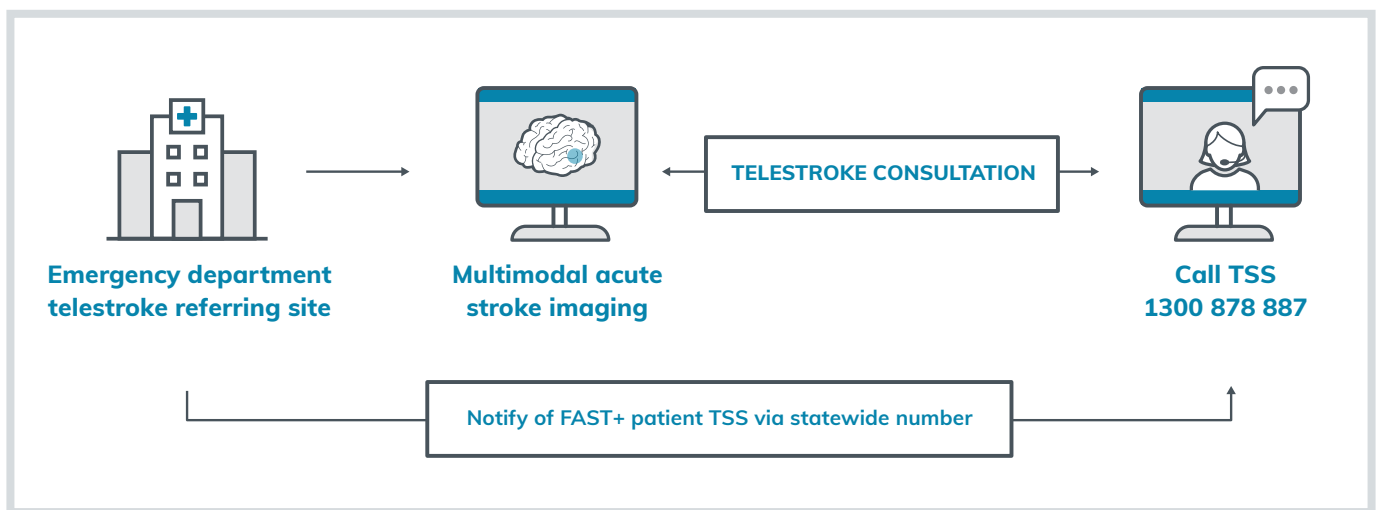 TELESTROKE CONSULTATION
Emergency department
telestroke referring site
Multimodal acute
stroke imaging
Call TSS
1300 878 887
Notify of FAST+ patient TSS via statewide number